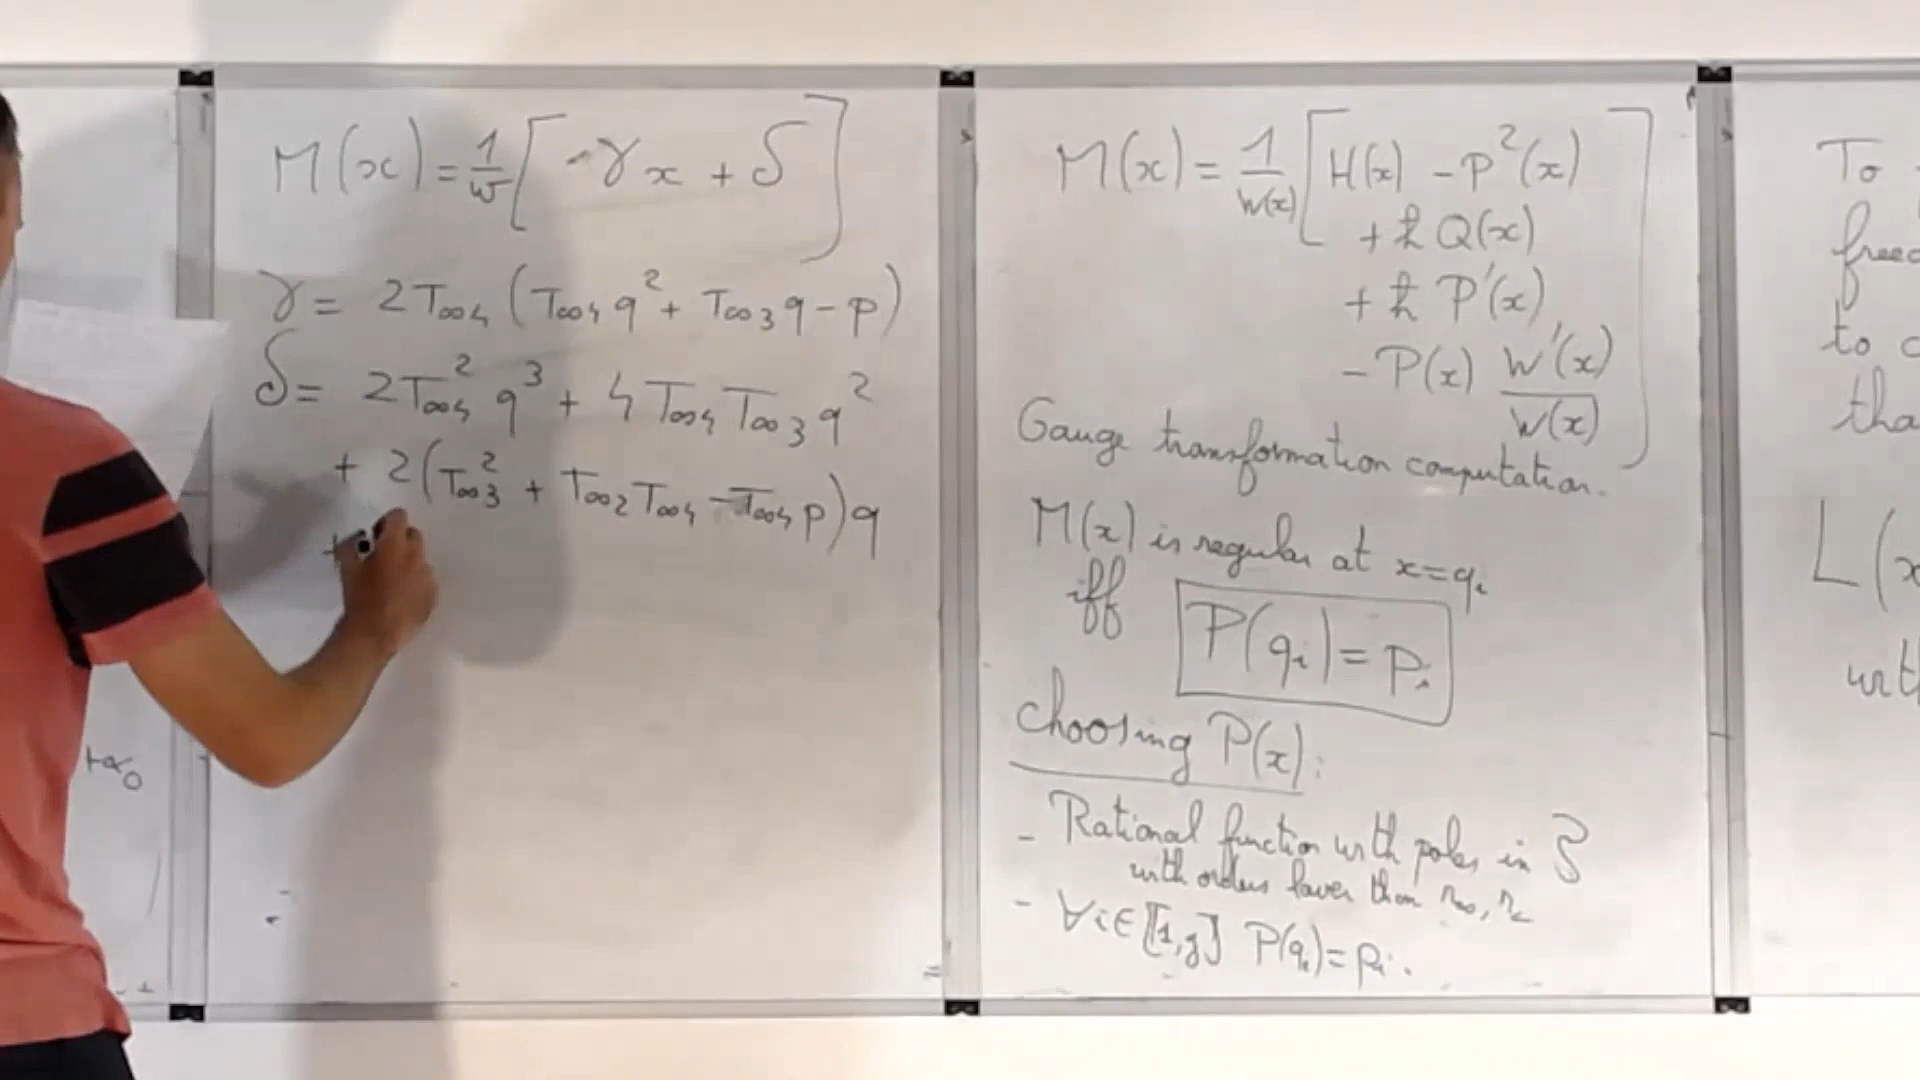 +α₀
M(x) = 1/w [ -γx + δ ]
γ = 2T∞₄ (T∞₄ q² + T∞₃ q - p)
δ = 2T∞₄² q³ + 4 T∞₄ T∞₃ q²
+ 2(T∞₃² + T∞₂ T∞₄ - T∞₄ p) q
+
M(x) = 1/W(x) [ H(x) - P²(x)
+ ℏ Q(x)
+ ℏ P'(x)
- P(x) W'(x)/W(x) ]
Gauge transformation computation.
M(x) is regular at x=qᵢ
iff P(qᵢ) = pᵢ
Choosing P(x):
- Rational function with poles in
with orders lower than r∞, r_c
- ∀i∈⟦1,g⟧ P(qᵢ)=pᵢ.
To
to
L(x